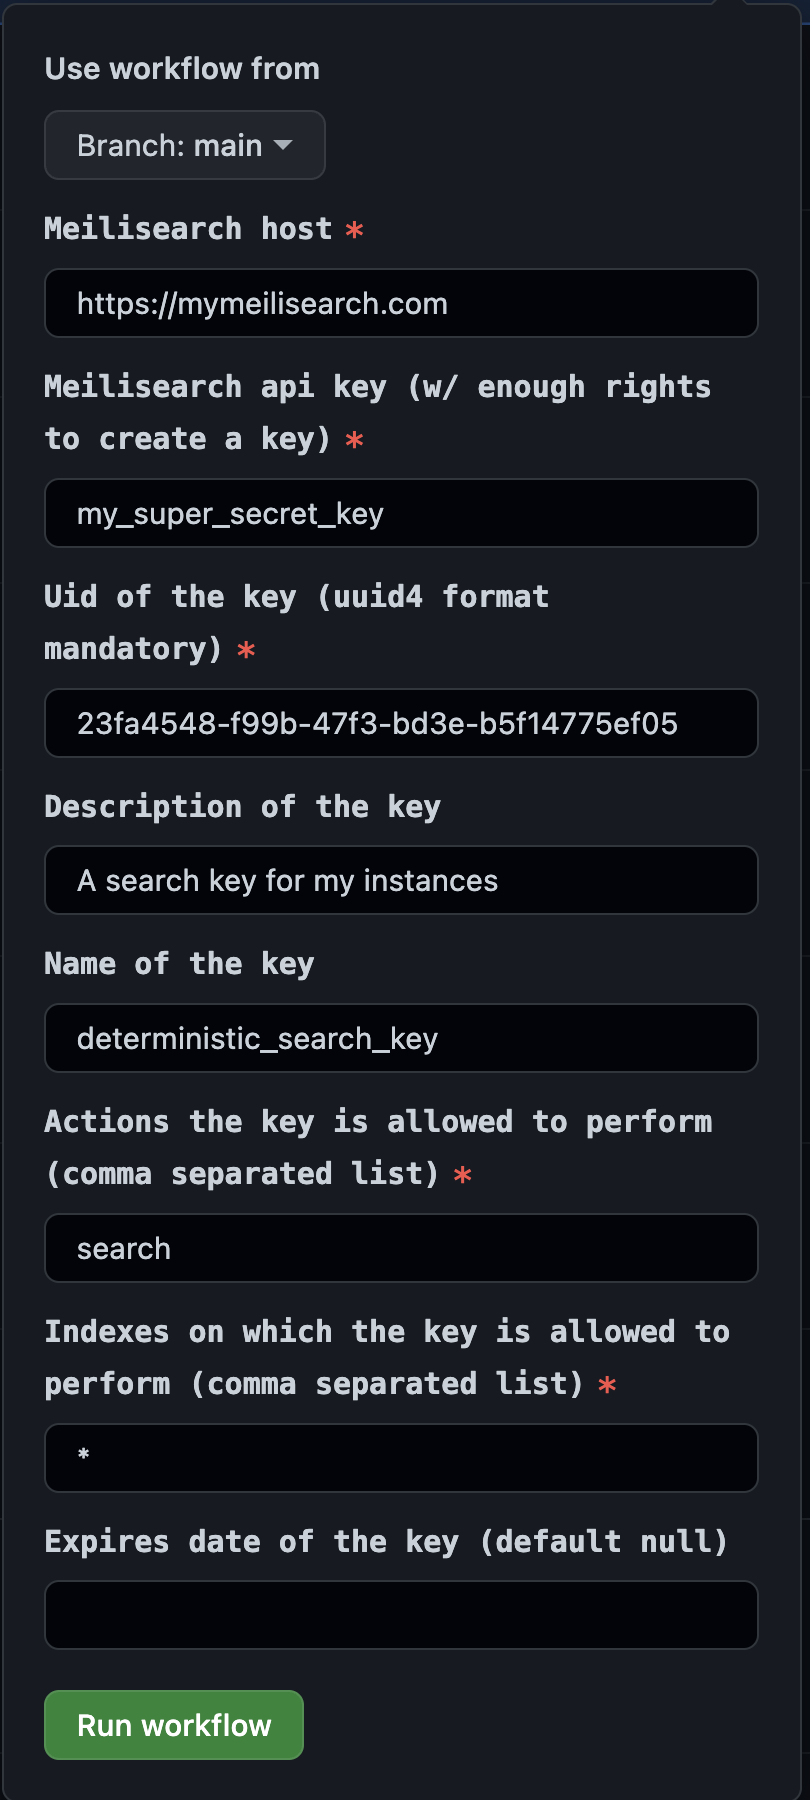 Use workflow from
Branch: main
Meilisearch host *
https://mymeilisearch.com
Meilisearch api key (w/ enough rights
to create a key) *
my_super_secret_key
Uid of the key (uuid4 format
mandatory) *
23fa4548-f99b-47f3-bd3e-b5f14775ef05
Description of the key
A search key for my instances
Name of the key
deterministic_search_key
Actions the key is allowed to perform
(comma separated list) *
search
Indexes on which the key is allowed to
perform (comma separated list) *
*
Expires date of the key (default null)
Run workflow